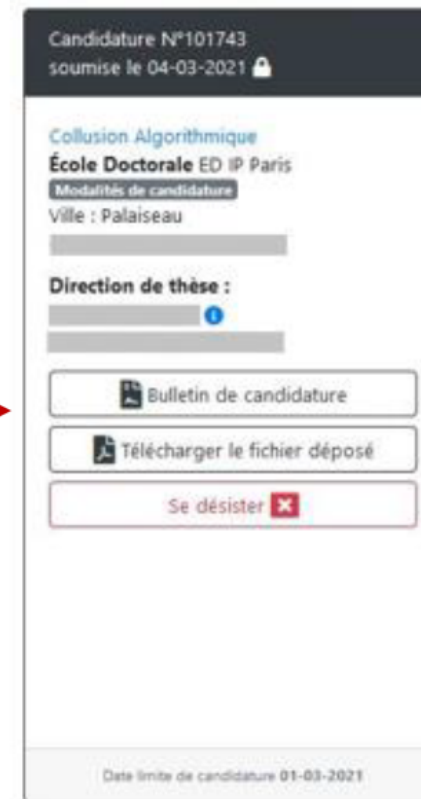 Candidature N°101743
soumise le 04-03-2021
Collusion Algorithmique
École Doctorale ED IP Paris
Modalités de candidature
Ville : Palaiseau
Direction de thèse :
Bulletin de candidature
Télécharger le fichier déposé
Se désister
Date limite de candidature 01-03-2021